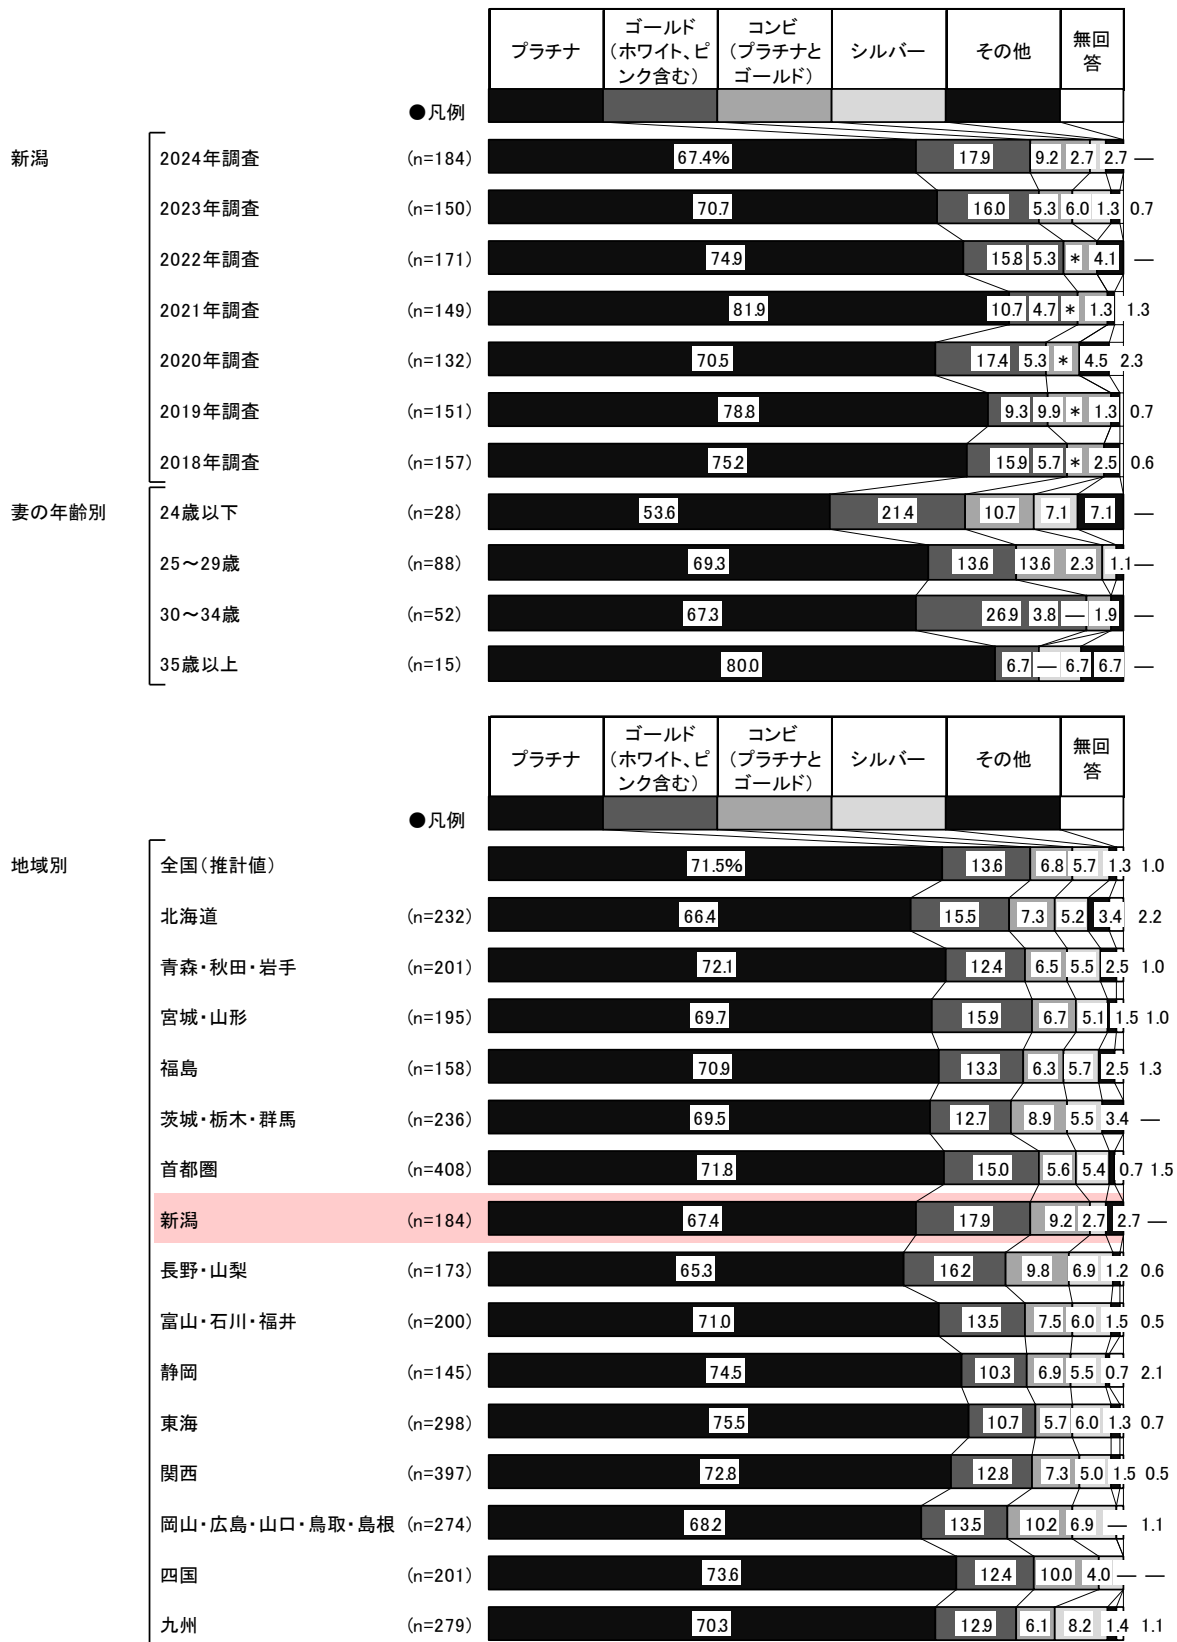 プラチナ ゴールド(ホワイト、ピンク含む) コンビ(プラチナとゴールド) シルバー その他 無回答
●凡例
新潟 2024年調査 (n=184) 67.4% 17.9 9.2 2.7 2.7 —
2023年調査 (n=150) 70.7 16.0 5.3 6.0 1.3 0.7
2022年調査 (n=171) 74.9 15.8 5.3 * 4.1 —
2021年調査 (n=149) 81.9 10.7 4.7 * 1.3 1.3
2020年調査 (n=132) 70.5 17.4 5.3 * 4.5 2.3
2019年調査 (n=151) 78.8 9.3 9.9 * 1.3 0.7
2018年調査 (n=157) 75.2 15.9 5.7 * 2.5 0.6
妻の年齢別 24歳以下 (n=28) 53.6 21.4 10.7 7.1 7.1 —
25~29歳 (n=88) 69.3 13.6 13.6 2.3 1.1 —
30~34歳 (n=52) 67.3 26.9 3.8 — 1.9 —
35歳以上 (n=15) 80.0 6.7 — 6.7 6.7 —
プラチナ ゴールド(ホワイト、ピンク含む) コンビ(プラチナとゴールド) シルバー その他 無回答
●凡例
地域別 全国(推計値) 71.5% 13.6 6.8 5.7 1.3 1.0
北海道 (n=232) 66.4 15.5 7.3 5.2 3.4 2.2
青森・秋田・岩手 (n=201) 72.1 12.4 6.5 5.5 2.5 1.0
宮城・山形 (n=195) 69.7 15.9 6.7 5.1 1.5 1.0
福島 (n=158) 70.9 13.3 6.3 5.7 2.5 1.3
茨城・栃木・群馬 (n=236) 69.5 12.7 8.9 5.5 3.4 —
首都圏 (n=408) 71.8 15.0 5.6 5.4 0.7 1.5
新潟 (n=184) 67.4 17.9 9.2 2.7 2.7 —
長野・山梨 (n=173) 65.3 16.2 9.8 6.9 1.2 0.6
富山・石川・福井 (n=200) 71.0 13.5 7.5 6.0 1.5 0.5
静岡 (n=145) 74.5 10.3 6.9 5.5 0.7 2.1
東海 (n=298) 75.5 10.7 5.7 6.0 1.3 0.7
関西 (n=397) 72.8 12.8 7.3 5.0 1.5 0.5
岡山・広島・山口・鳥取・島根 (n=274) 68.2 13.5 10.2 6.9 — 1.1
四国 (n=201) 73.6 12.4 10.0 4.0 — —
九州 (n=279) 70.3 12.9 6.1 8.2 1.4 1.1